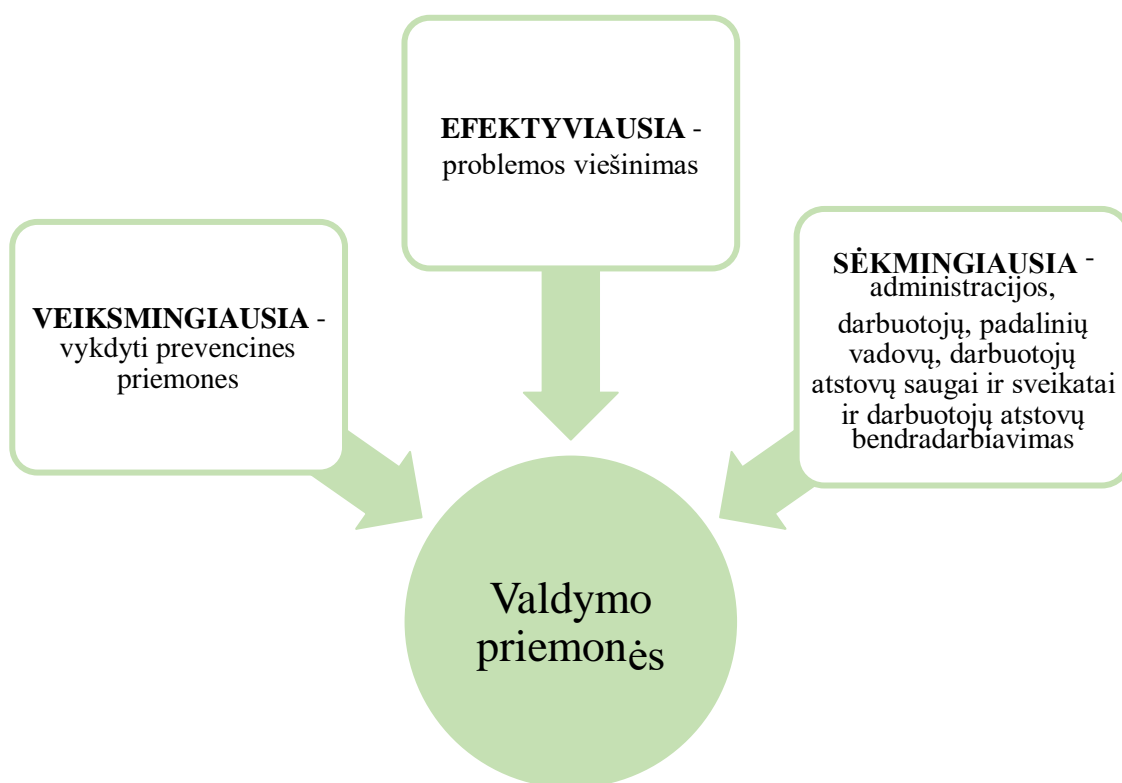 VEIKSMINGIAUSIA -
vykdyti prevencines
priemones
EFEKTYVIAUSIA -
problemos viešinimas
SĖKMINGIAUSIA -
administracijos,
darbuotojų, padalinių
vadovų, darbuotojų
atstovų saugai ir sveikatai
ir darbuotojų atstovų
bendradarbiavimas
Valdymo
priemonės